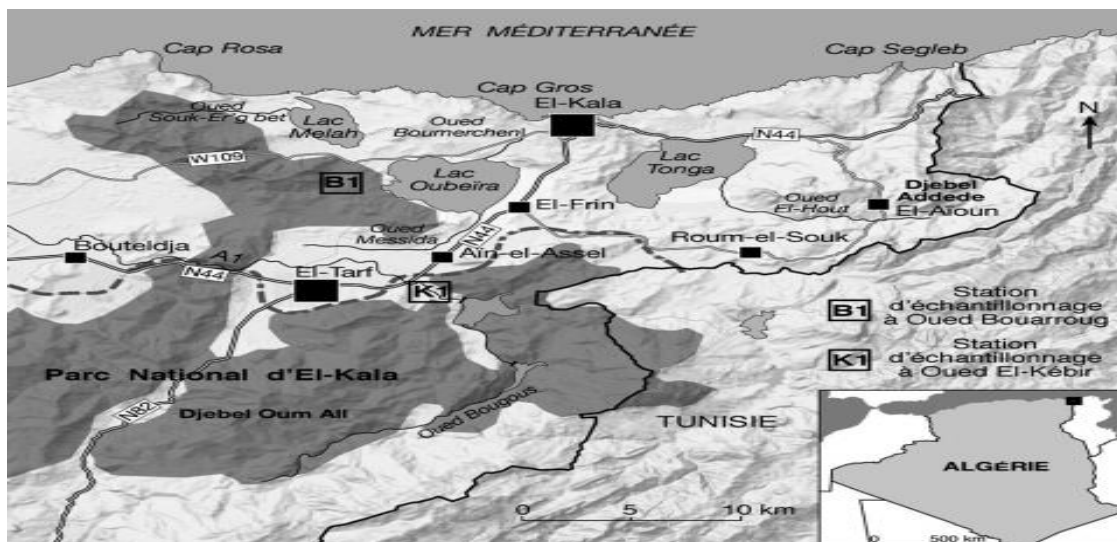 MER MÉDITERRANÉE
Cap Rosa
Cap Segleb
Cap Gros
El-Kala
N
Oued
Souk-Er'g bet
Lac
Melah
Oued
Boumerchen
N44
W109
B1
Lac
Oubeïra
Lac
Tonga
Djebel
Addede
El-Aïoun
Oued
El-Hout
El-Frin
Oued
Messida
N44
Bouteldja
A1
N44
El-Tarf
Aïn-el-Assel
Roum-el-Souk
K1
B1
Station
d'échantillonnage
à Oued Bouarroug
K1
Station
d'échantillonnage
à Oued El-Kébir
Parc National d'El-Kala
N82
Djebel Oum Ali
Oued Bougous
TUNISIE
0 5 10 km
ALGÉRIE
0 500 km